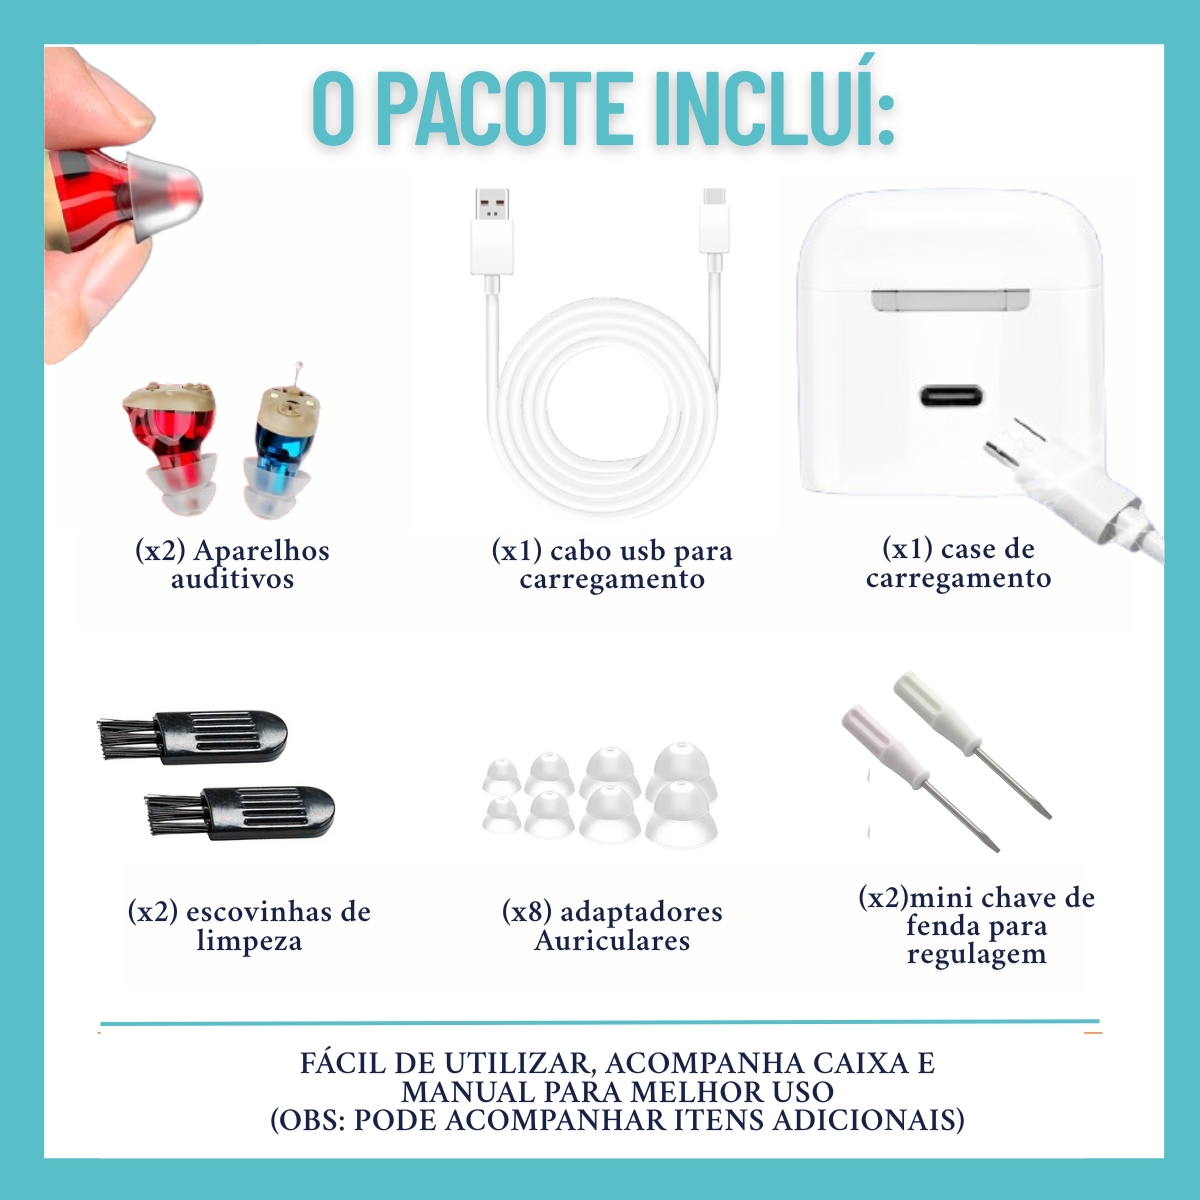 O PACOTE INCLUÍ:
(x2) Aparelhos
auditivos
(x1) cabo usb para
carregamento
(x1) case de
carregamento
(x2) escovinhas de
limpeza
(x8) adaptadores
Auriculares
(x2)mini chave de
fenda para
regulagem
FÁCIL DE UTILIZAR, ACOMPANHA CAIXA E
MANUAL PARA MELHOR USO
(OBS: PODE ACOMPANHAR ITENS ADICIONAIS)